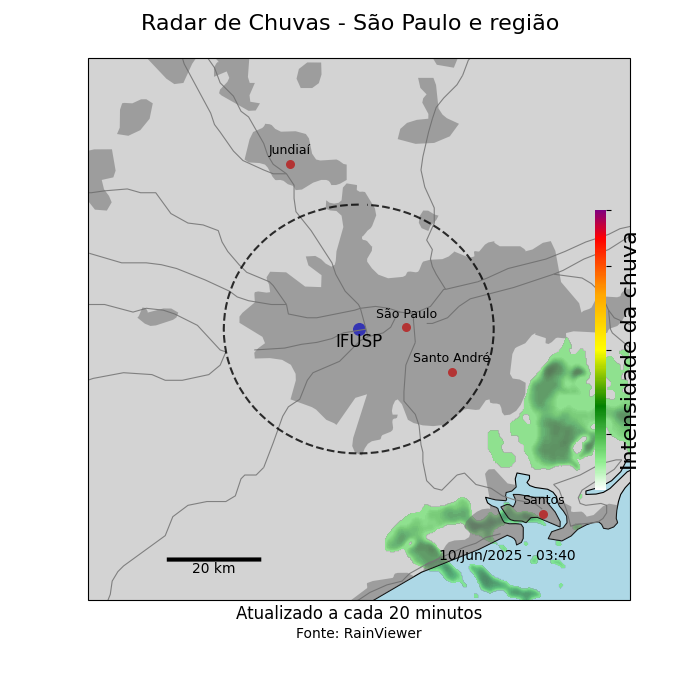 Radar de Chuvas - São Paulo e região
Jundiaí
São Paulo
IFUSP
Santo André
Intensidade da chuva
Santos
10/Jun/2025 - 03:40
20 km
Atualizado a cada 20 minutos
Fonte: RainViewer